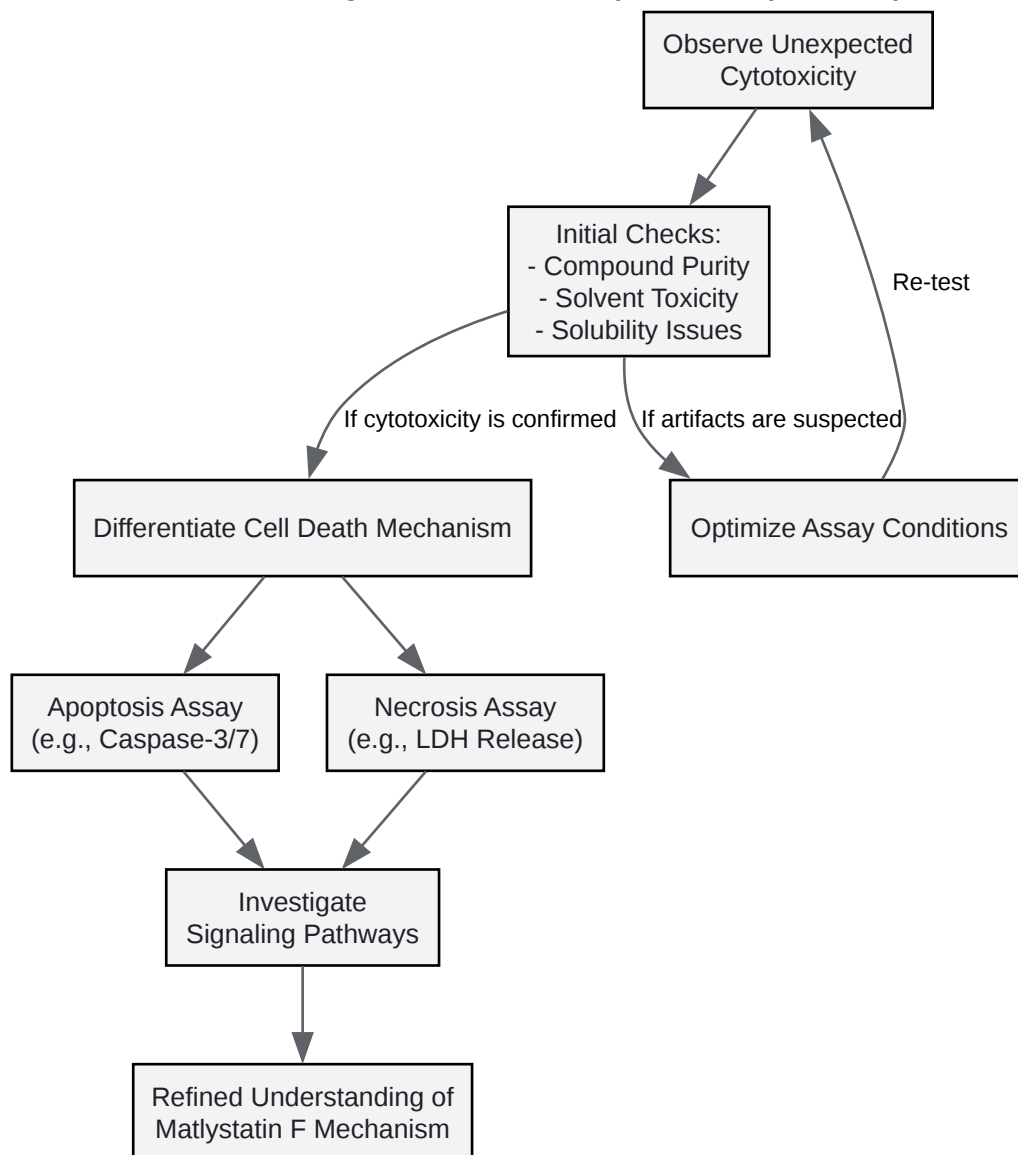 Observe Unexpected
Cytotoxicity
Initial Checks:
- Compound Purity
- Solvent Toxicity
- Solubility Issues
Re-test
If cytotoxicity is confirmed
If artifacts are suspected
Differentiate Cell Death Mechanism
Optimize Assay Conditions
Apoptosis Assay
(e.g., Caspase-3/7)
Necrosis Assay
(e.g., LDH Release)
Investigate
Signaling Pathways
Refined Understanding of
Matlystatin F Mechanism